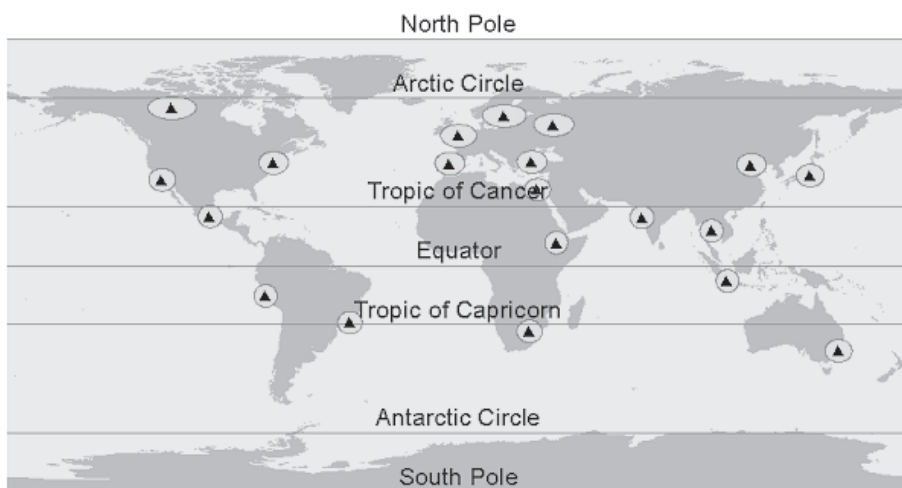 North Pole
Arctic Circle
Tropic of Cancer
Equator
Tropic of Capricorn
Antarctic Circle
South Pole